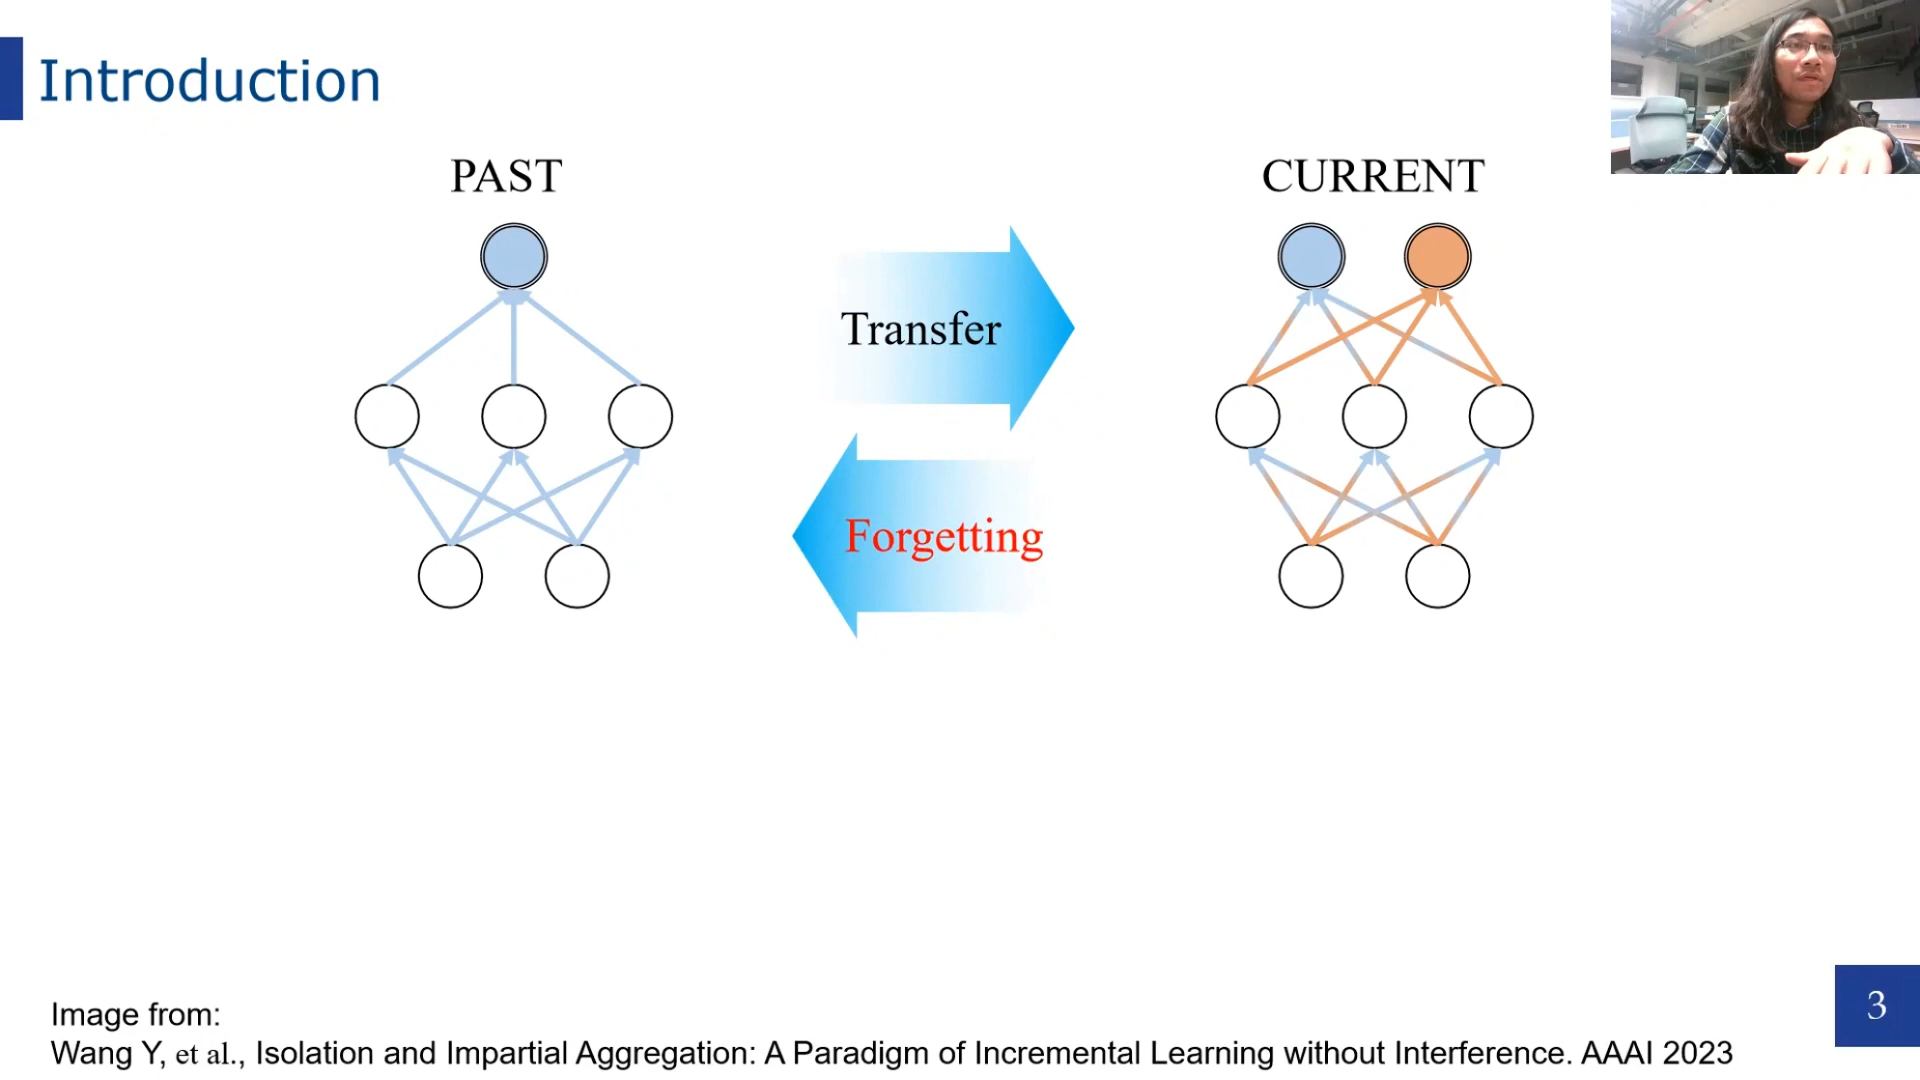 Introduction
PAST
CURRENT
Transfer
Forgetting
3
Image from:
Wang Y, et al., Isolation and Impartial Aggregation: A Paradigm of Incremental Learning without Interference. AAAI 2023